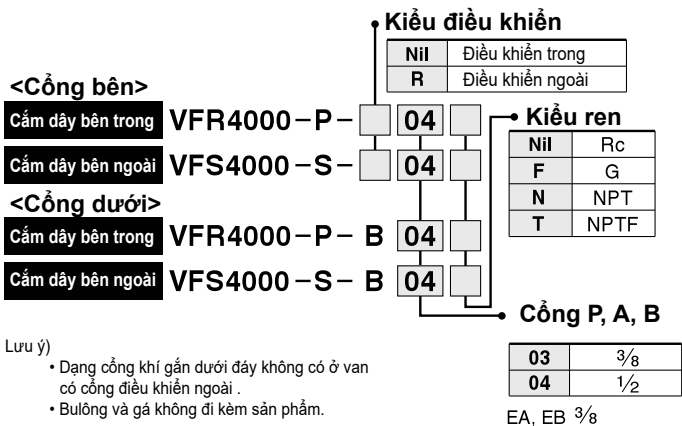 Kiểu điều khiển
Nil Điều khiển trong
R Điều khiển ngoài
<Cổng bên>
Cắm dây bên trong VFR4000-P- 04
Cắm dây bên ngoài VFS4000-S- 04
<Cổng dưới>
Cắm dây bên trong VFR4000-P- B 04
Cắm dây bên ngoài VFS4000-S- B 04
Kiểu ren
Nil Rc
F G
N NPT
T NPTF
Cổng P, A, B
03 3/8
04 1/2
EA, EB 3/8
Lưu ý)
• Dạng cổng khí gắn dưới đáy không có ở van
có cổng điều khiển ngoài .
• Bulông và gá không đi kèm sản phẩm.